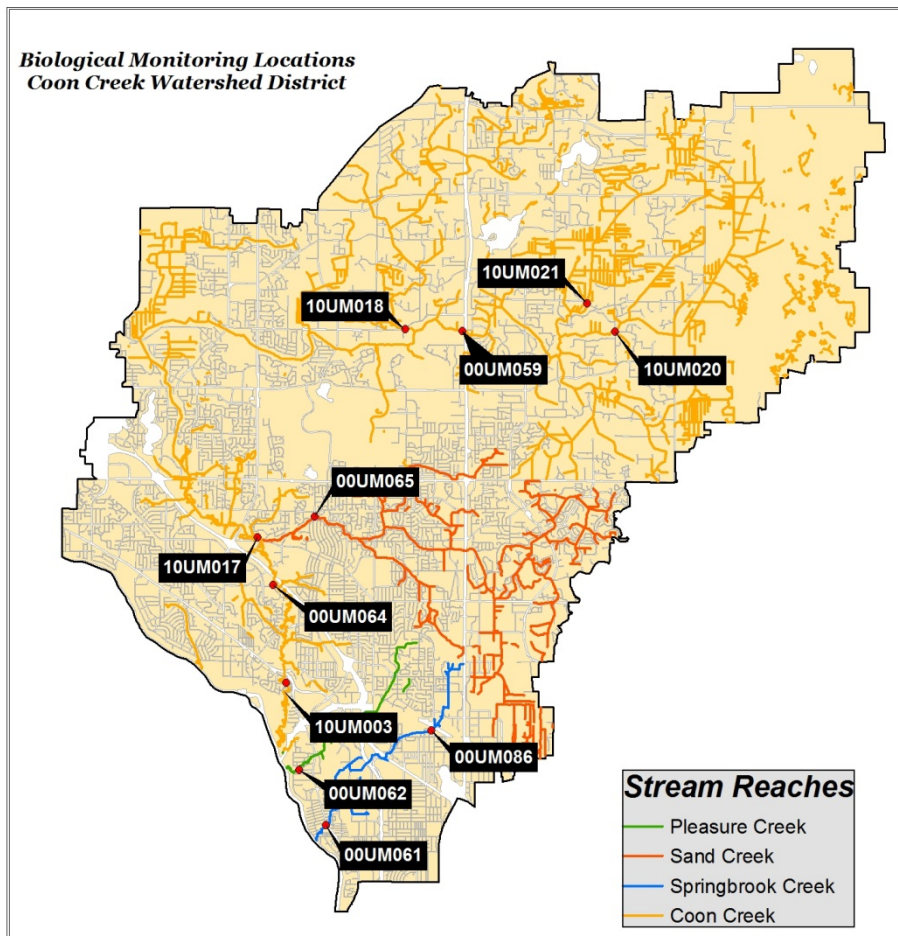 Biological Monitoring Locations
Coon Creek Watershed District
10UM021
10UM018
00UM059
10UM020
00UM065
10UM017
00UM064
10UM003
00UM086
00UM062
00UM061
Stream Reaches
Pleasure Creek
Sand Creek
Springbrook Creek
Coon Creek